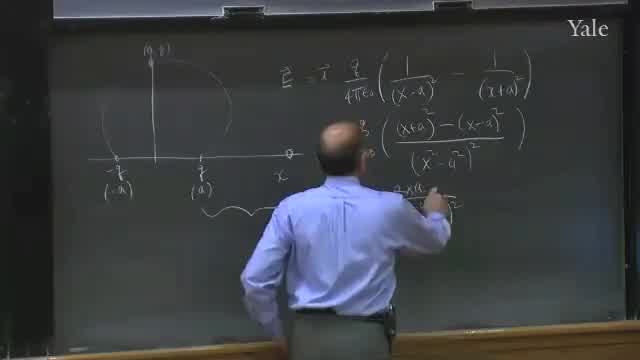 Yale
(0, y)
E = i q/4πε₀ ( 1/(x-a)² - 1/(x+a)² )
( (x+a)² - (x-a)² / (x² - a²)² )
-q q x
(-a) (a)